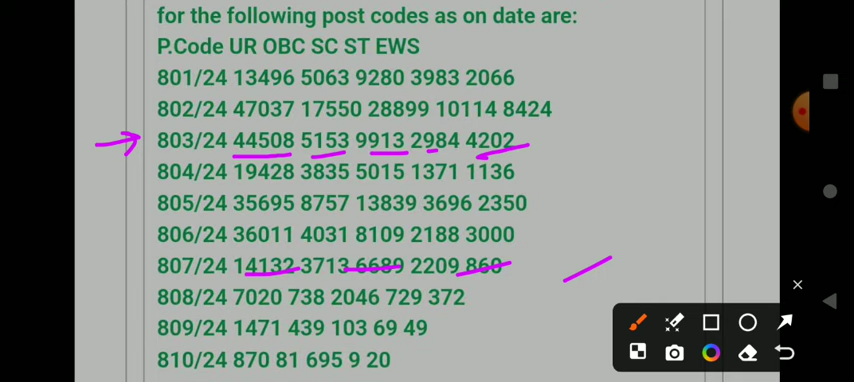 for the following post codes as on date are:
P.Code UR OBC SC ST EWS
801/24 13496 5063 9280 3983 2066
802/24 47037 17550 28899 10114 8424
803/24 44508 5153 9913 2984 4202
804/24 19428 3835 5015 1371 1136
805/24 35695 8757 13839 3696 2350
806/24 36011 4031 8109 2188 3000
807/24 14132 3713 6689 2209 860
808/24 7020 738 2046 729 372
809/24 1471 439 103 69 49
810/24 870 81 695 9 20